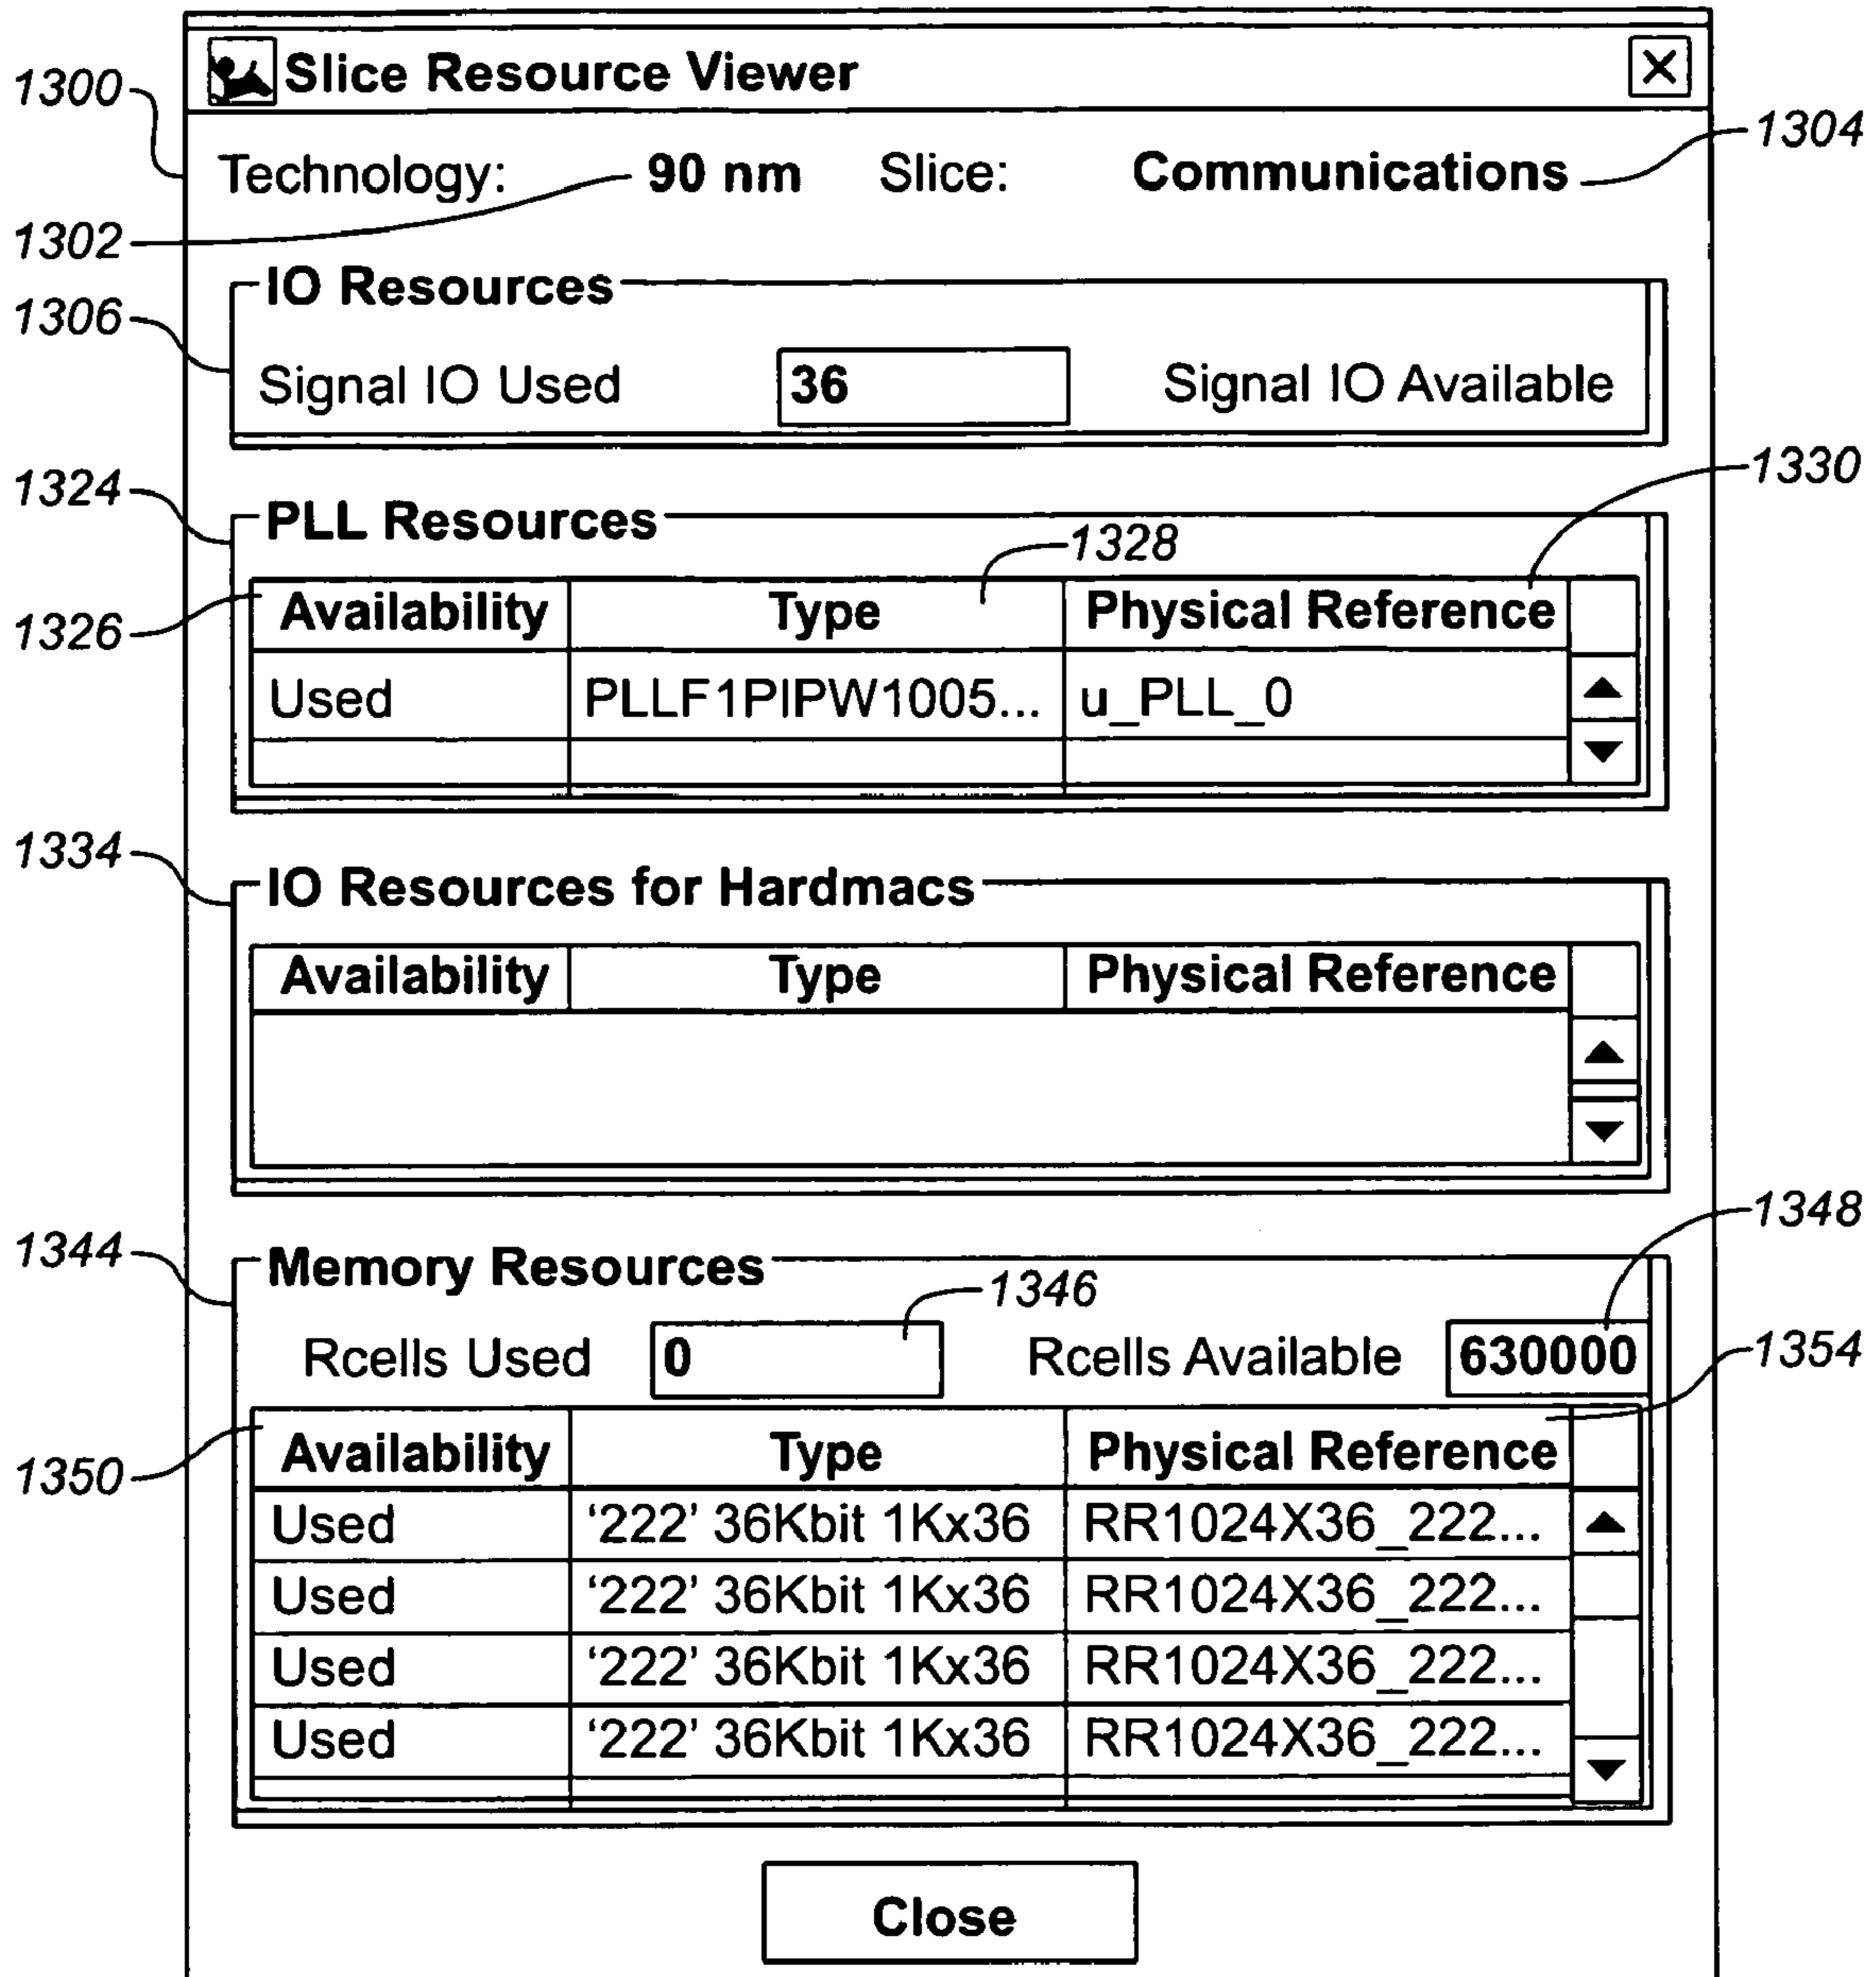 Slice Resource Viewer
1300
1304
Technology: 90 nm Slice: Communications
1302
IO Resources
1306
Signal IO Used 36 Signal IO Available
1330
1324
PLL Resources
1328
Availability Type Physical Reference
1326
Used PLLF1PIPW1005... u_PLL_0
1334
IO Resources for Hardmacs
Availability Type Physical Reference
1348
1344
Memory Resources
1346
Rcells Used 0 Rcells Available 630000
1354
Availability Type Physical Reference
1350
Used '222' 36Kbit 1Kx36 RR1024X36_222...
Used '222' 36Kbit 1Kx36 RR1024X36_222...
Used '222' 36Kbit 1Kx36 RR1024X36_222...
Used '222' 36Kbit 1Kx36 RR1024X36_222...
Close